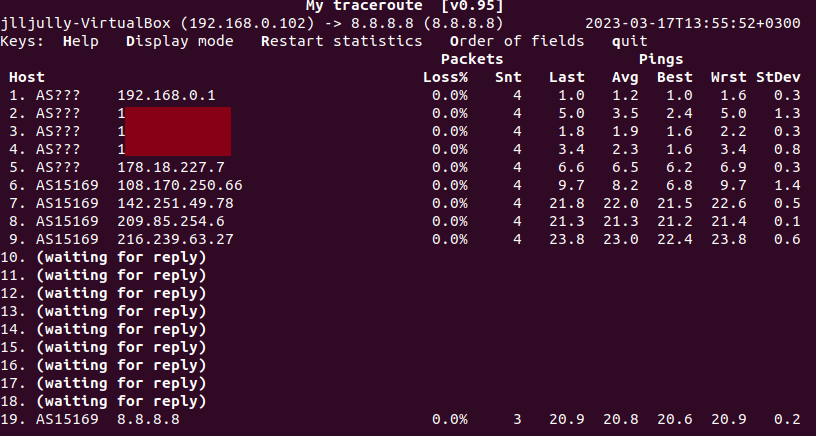 My traceroute  [v0.95]
jlljully-VirtualBox (192.168.0.102) -> 8.8.8.8 (8.8.8.8)          2023-03-17T13:55:52+0300
Keys:  Help   Display mode   Restart statistics   Order of fields   quit
Packets               Pings
Host                                             Loss%   Snt   Last   Avg  Best  Wrst StDev
1. AS???    192.168.0.1                        0.0%     4    1.0   1.2   1.0   1.6   0.3
2. AS???    1                                  0.0%     4    5.0   3.5   2.4   5.0   1.3
3. AS???    1                                  0.0%     4    1.8   1.9   1.6   2.2   0.3
4. AS???    1                                  0.0%     4    3.4   2.3   1.6   3.4   0.8
5. AS???    178.18.227.7                       0.0%     4    6.6   6.5   6.2   6.9   0.3
6. AS15169  108.170.250.66                     0.0%     4    9.7   8.2   6.8   9.7   1.4
7. AS15169  142.251.49.78                      0.0%     4   21.8  22.0  21.5  22.6   0.5
8. AS15169  209.85.254.6                       0.0%     4   21.3  21.3  21.2  21.4   0.1
9. AS15169  216.239.63.27                      0.0%     4   23.8  23.0  22.4  23.8   0.6
10. (waiting for reply)
11. (waiting for reply)
12. (waiting for reply)
13. (waiting for reply)
14. (waiting for reply)
15. (waiting for reply)
16. (waiting for reply)
17. (waiting for reply)
18. (waiting for reply)
19. AS15169  8.8.8.8                            0.0%     3   20.9  20.8  20.6  20.9   0.2